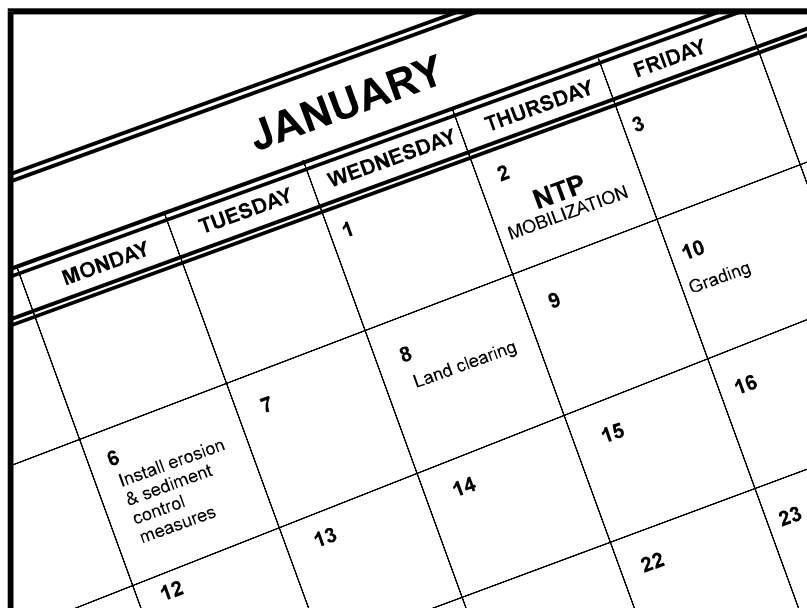 JANUARY
MONDAY TUESDAY WEDNESDAY THURSDAY FRIDAY
1 2 3
NTP
MOBILIZATION
6 7 8 9 10
Install erosion
& sediment
control
measures
Land clearing
Grading
12 13 14 15 16
22 23